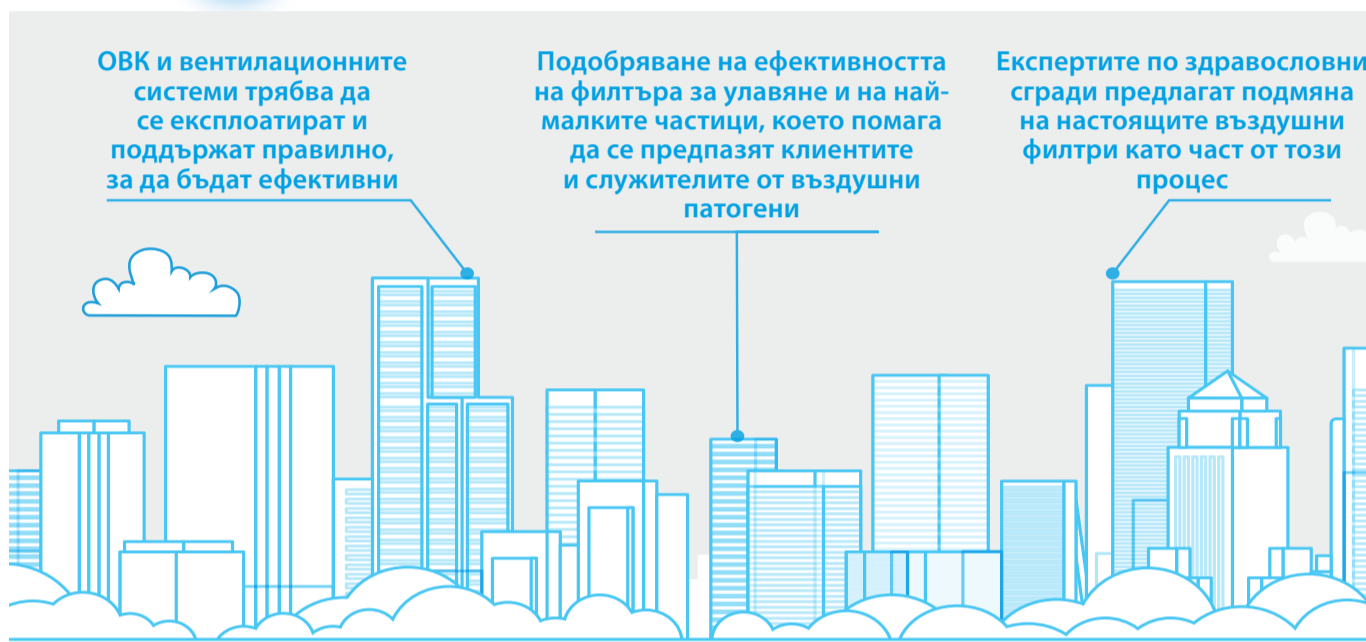 ОВК и вентилационните
системи трябва да
се експлоатират и
поддържат правилно,
за да бъдат ефективни
Подобряване на ефективността
на филтъра за улавяне и на най-
малките частици, което помага
да се предпазят клиентите
и служителите от въздушни
патогени
Експертите по здравословни
сгради предлагат подмяна
на настоящите въздушни
филтри като част от този
процес